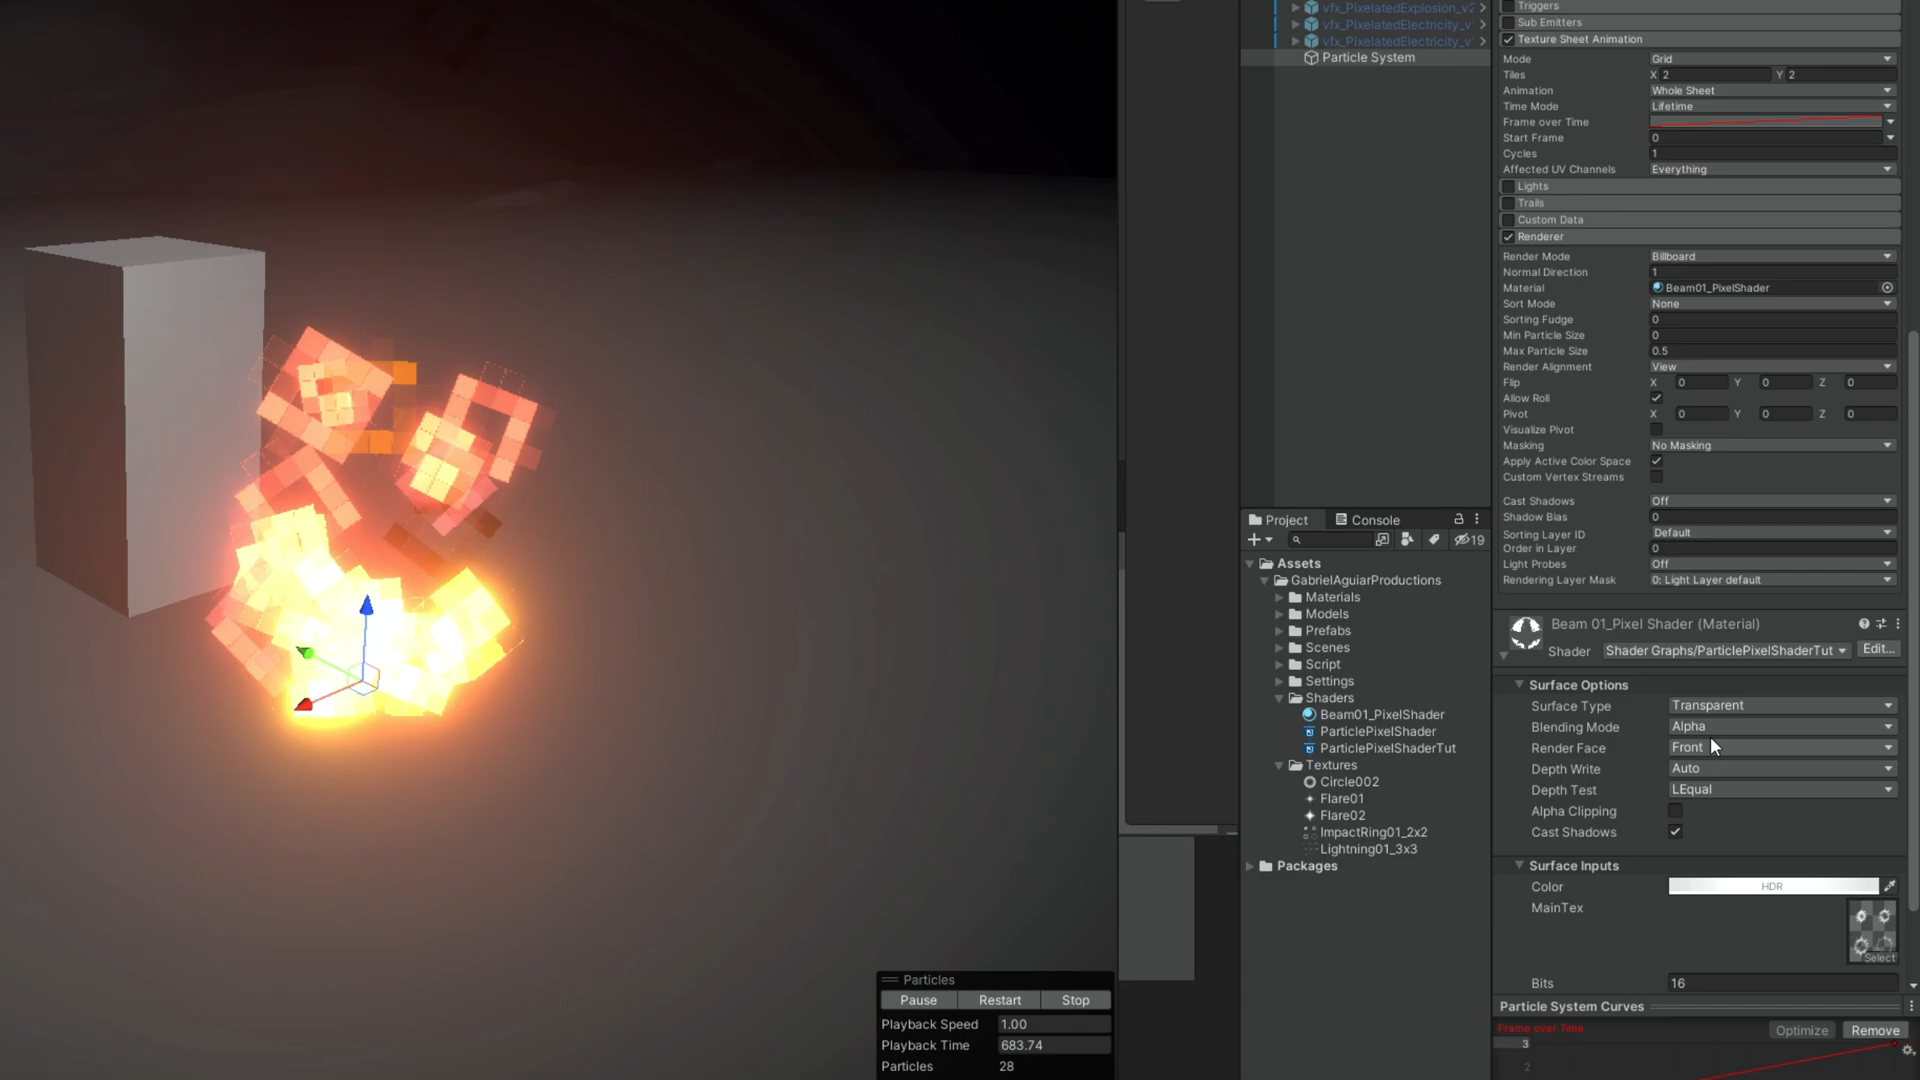 vfx_PixelatedExplosion_v2
vfx_PixelatedElectricity_v
vfx_PixelatedElectricity_v
Particle System
Triggers
Sub Emitters
Texture Sheet Animation
Mode Grid
Tiles X 2 Y 2
Animation Whole Sheet
Time Mode Lifetime
Frame over Time
Start Frame 0
Cycles 1
Affected UV Channels Everything
Lights
Trails
Custom Data
Renderer
Render Mode Billboard
Normal Direction 1
Material Beam01_PixelShader
Sort Mode None
Sorting Fudge 0
Min Particle Size 0
Max Particle Size 0.5
Render Alignment View
Flip X 0 Y 0 Z 0
Allow Roll
Pivot X 0 Y 0 Z 0
Visualize Pivot
Masking No Masking
Apply Active Color Space
Custom Vertex Streams
Cast Shadows Off
Shadow Bias 0
Sorting Layer ID Default
Order in Layer 0
Light Probes Off
Rendering Layer Mask 0: Light Layer default
Project Console
19
Assets
GabrielAguiarProductions
Materials
Models
Prefabs
Scenes
Script
Settings
Shaders
Beam01_PixelShader
ParticlePixelShader
ParticlePixelShaderTut
Textures
Circle002
Flare01
Flare02
ImpactRing01_2x2
Lightning01_3x3
Packages
Beam 01_Pixel Shader (Material)
Shader Shader Graphs/ParticlePixelShaderTut Edit...
Surface Options
Surface Type Transparent
Blending Mode Alpha
Render Face Front
Depth Write Auto
Depth Test LEqual
Alpha Clipping
Cast Shadows
Surface Inputs
Color HDR
MainTex
Select
Bits 16
Particle System Curves
Frame over Time Optimize Remove
3
2
Particles
Pause Restart Stop
Playback Speed 1.00
Playback Time 683.74
Particles 28